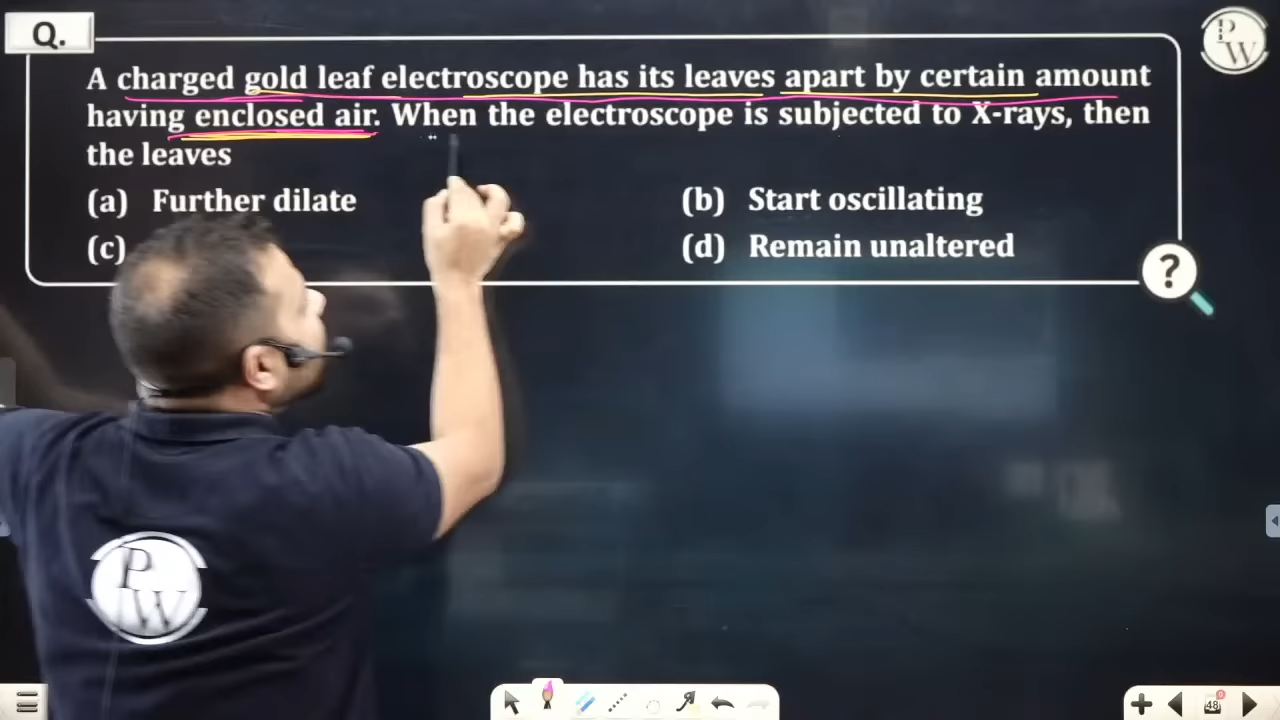 Q.
A charged gold leaf electroscope has its leaves apart by certain amount
having enclosed air. When the electroscope is subjected to X-rays, then
the leaves
(a) Further dilate
(b) Start oscillating
(c)
(d) Remain unaltered
?
P
W
P
W
48